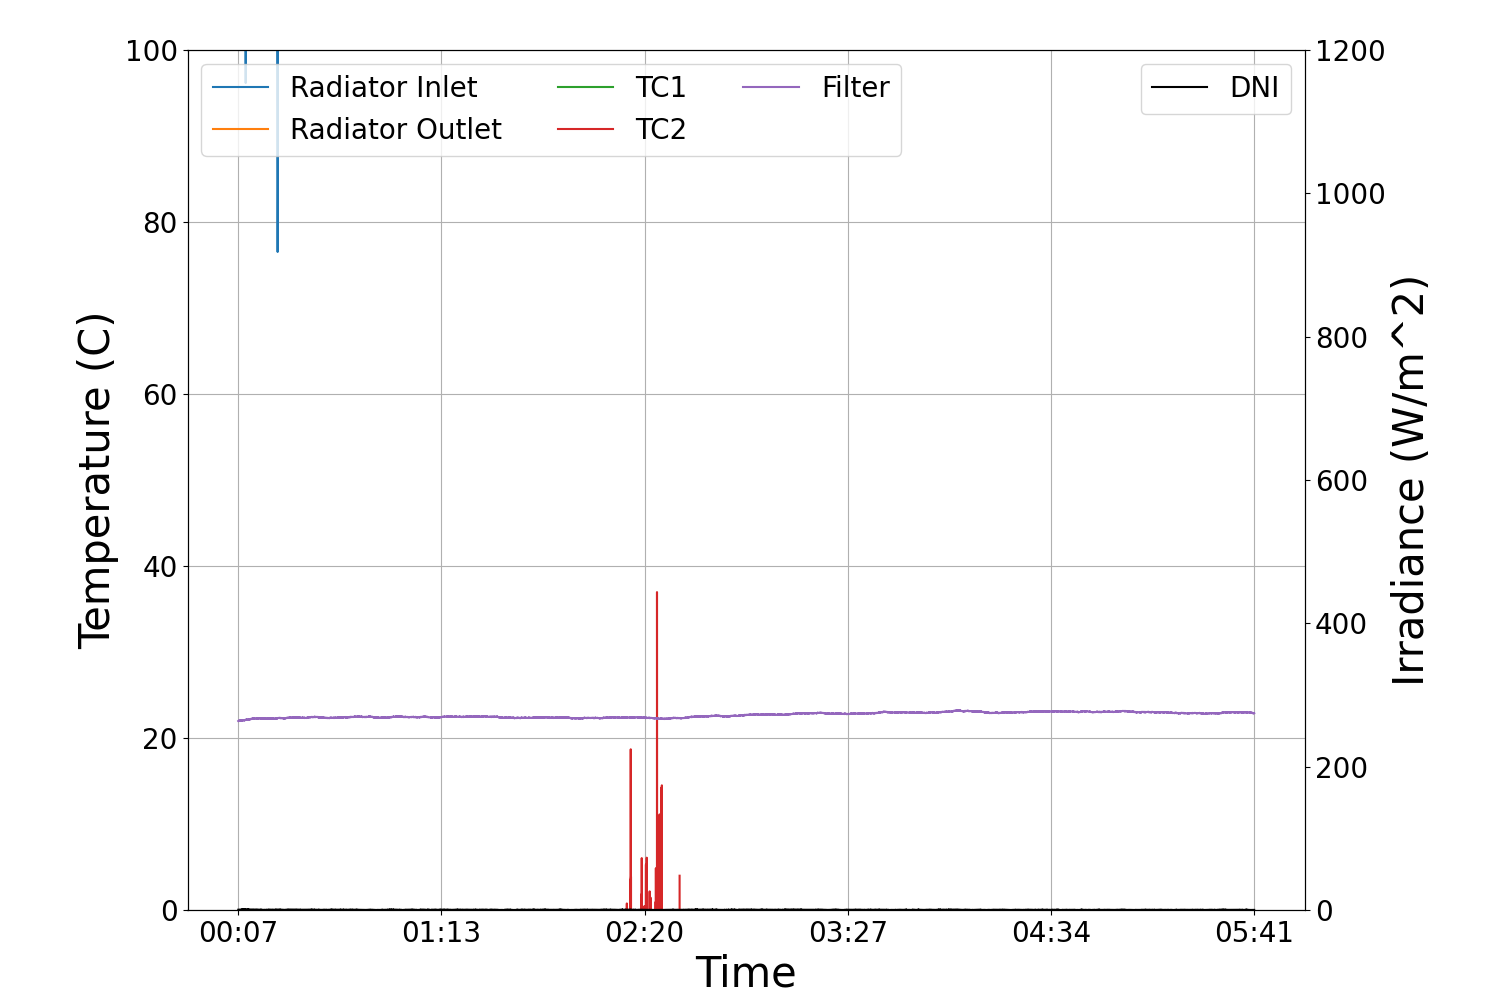 100
80
60
40
20
0
Temperature (C)
Radiator Inlet
Radiator Outlet
TC1
TC2
Filter
DNI
1200
1000
800
600
400
200
0
Irradiance (W/m^2)
00:07 01:13 02:20 03:27 04:34 05:41
Time